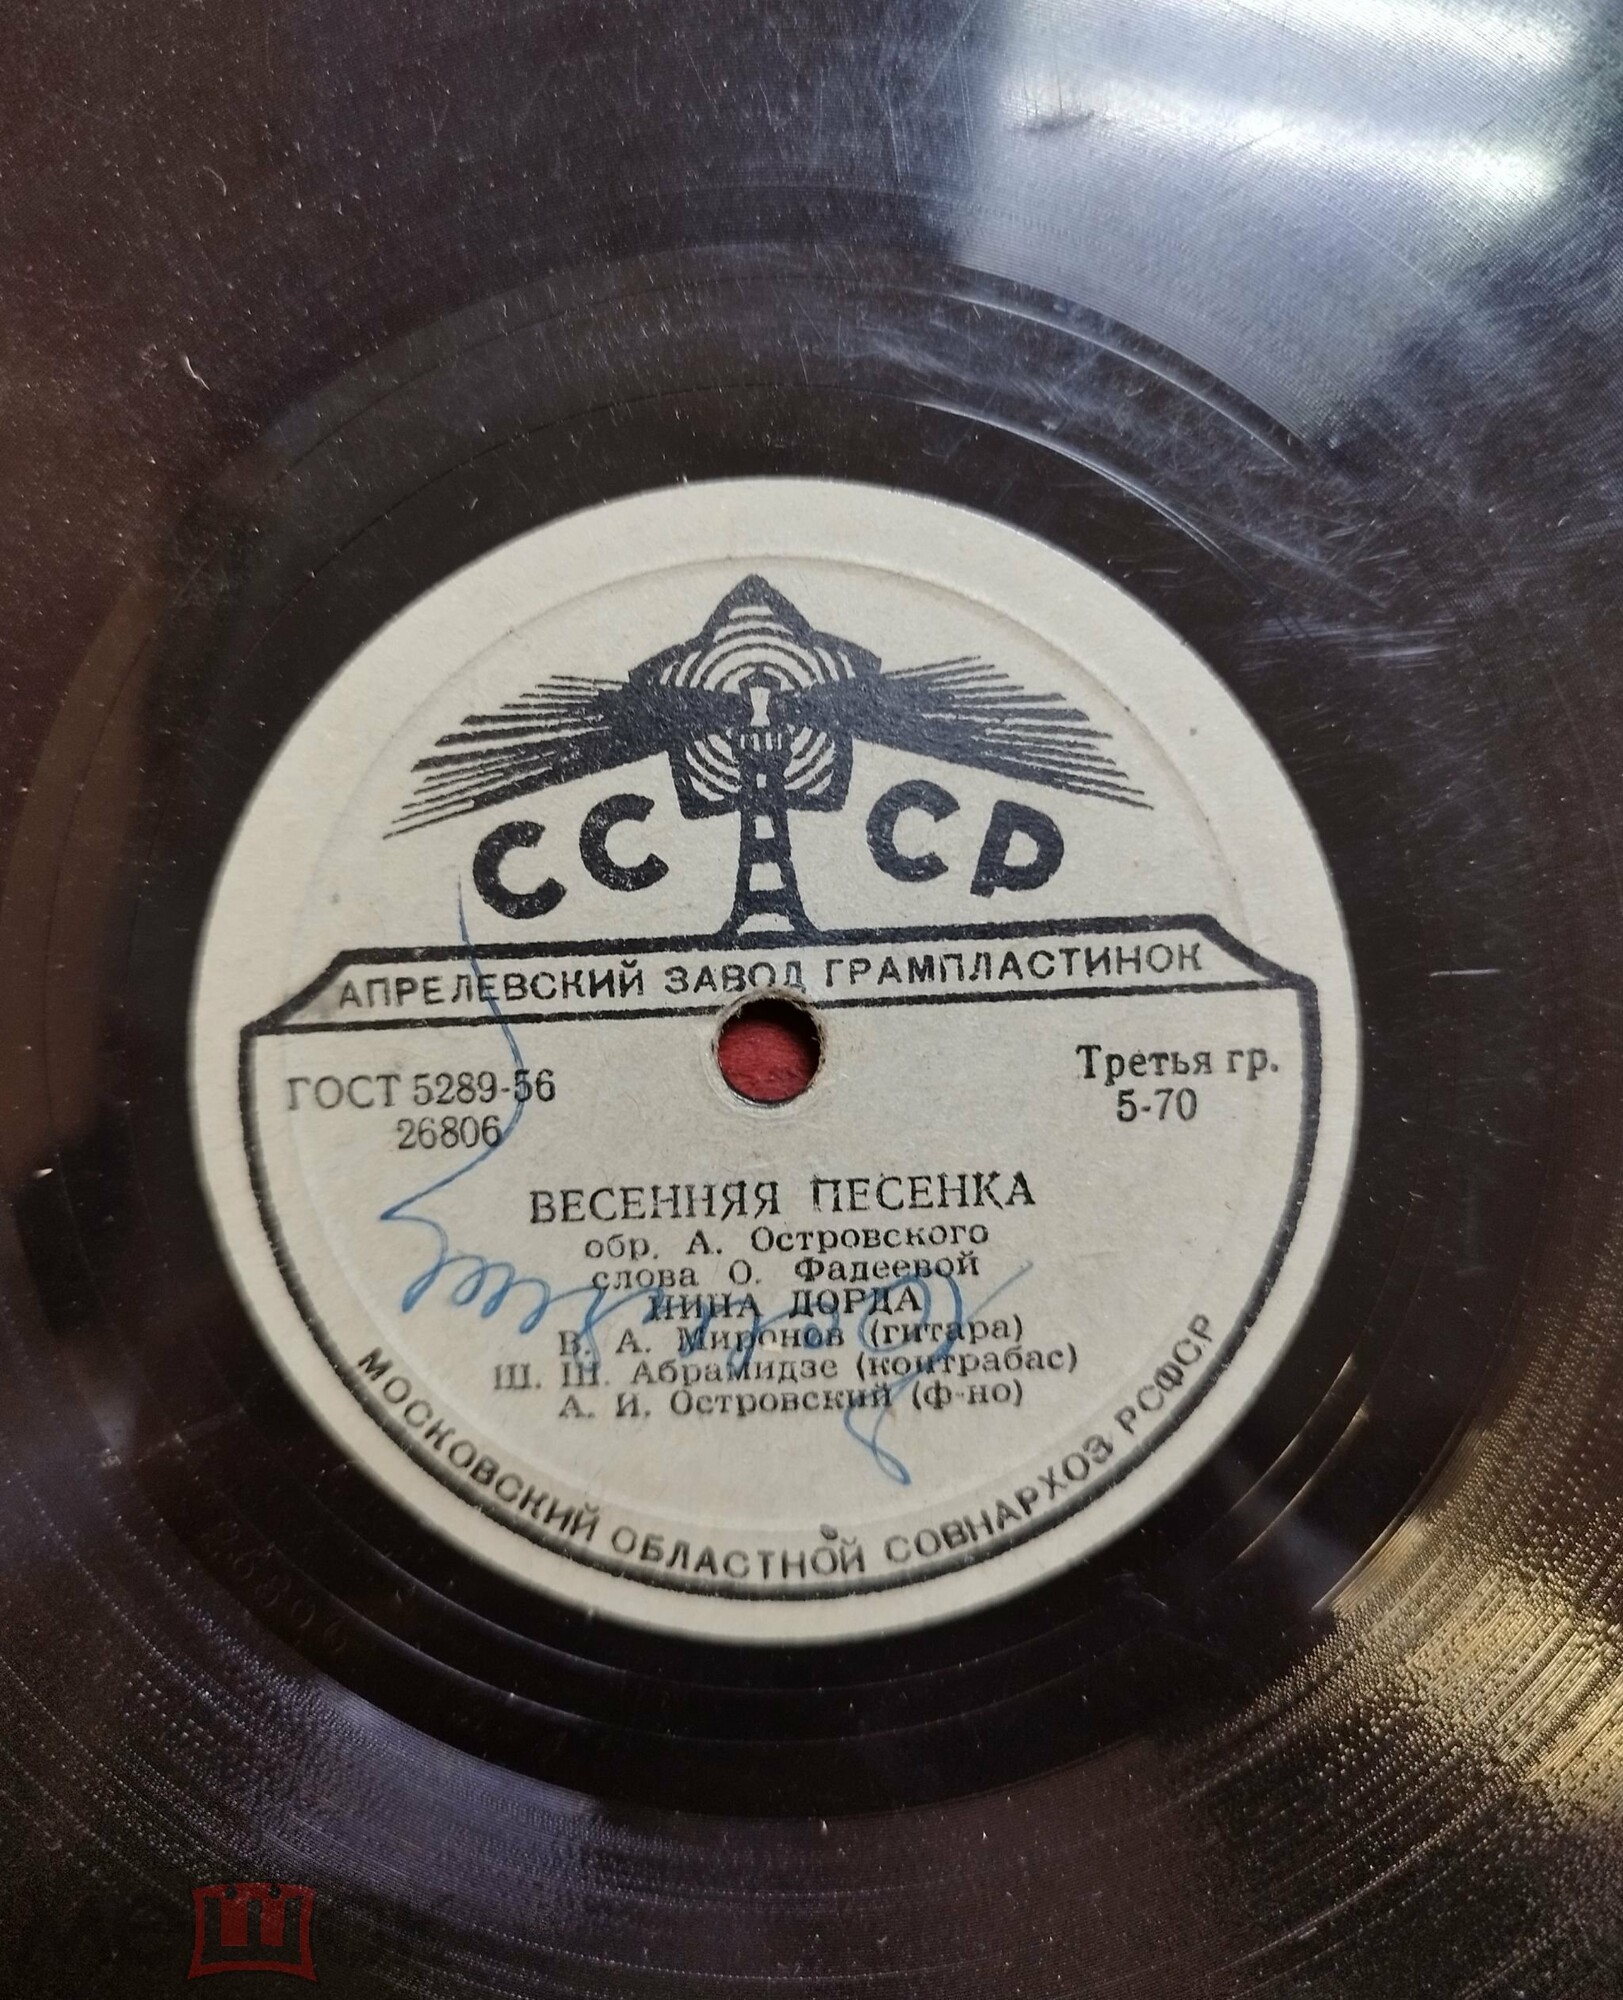 СССР
АПРЕЛЕВСКИЙ ЗАВОД ГРАМПЛАСТИНОК
ГОСТ 5289-56
26806
Третья гр.
5-70
ВЕСЕННЯЯ ПЕСЕНКА
обр. А. Островского
слова О. Фадеевой
НИНА ДОРДА
В. А. Миронов (гитара)
Ш. Ш. Абрамидзе (контрабас)
А. И. Островский (ф-но)
МОСКОВСКИЙ ОБЛАСТНОЙ СОВНАРХОЗ РСФСР
26806